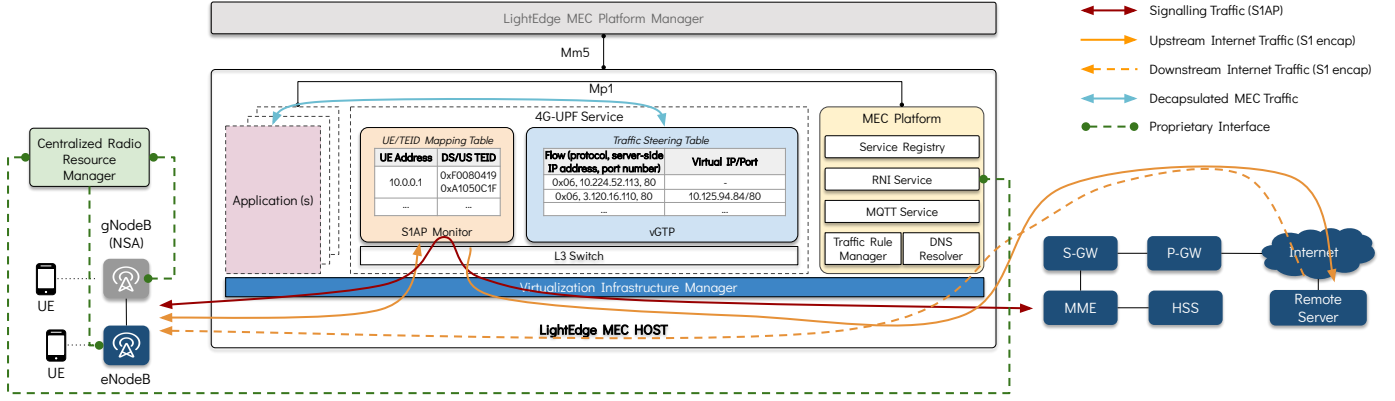 LightEdge MEC Platform Manager
Mm5
Mp1
Signalling Traffic (S1AP)
Upstream Internet Traffic (S1 encap)
Downstream Internet Traffic (S1 encap)
Decapsulated MEC Traffic
Proprietary Interface
Centralized Radio
Resource
Manager
gNodeB
(NSA)
UE
UE
eNodeB
Application (s)
4G-UPF Service
UE/TEID Mapping Table
UE Address
DS/US TEID
10.0.0.1
0xF0080419
0xA1050C1F
...
...
S1AP Monitor
Traffic Steering Table
Flow (protocol, server-side
IP address, port number)
Virtual IP/Port
0x06, 10.224.52.113, 80
-
0x06, 3.120.16.110, 80
10.125.94.84/80
...
...
vGTP
L3 Switch
MEC Platform
Service Registry
RNI Service
MQTT Service
Traffic Rule
Manager
DNS
Resolver
Virtualization Infrastructure Manager
LightEdge MEC HOST
S-GW
P-GW
Internet
MME
HSS
Remote
Server